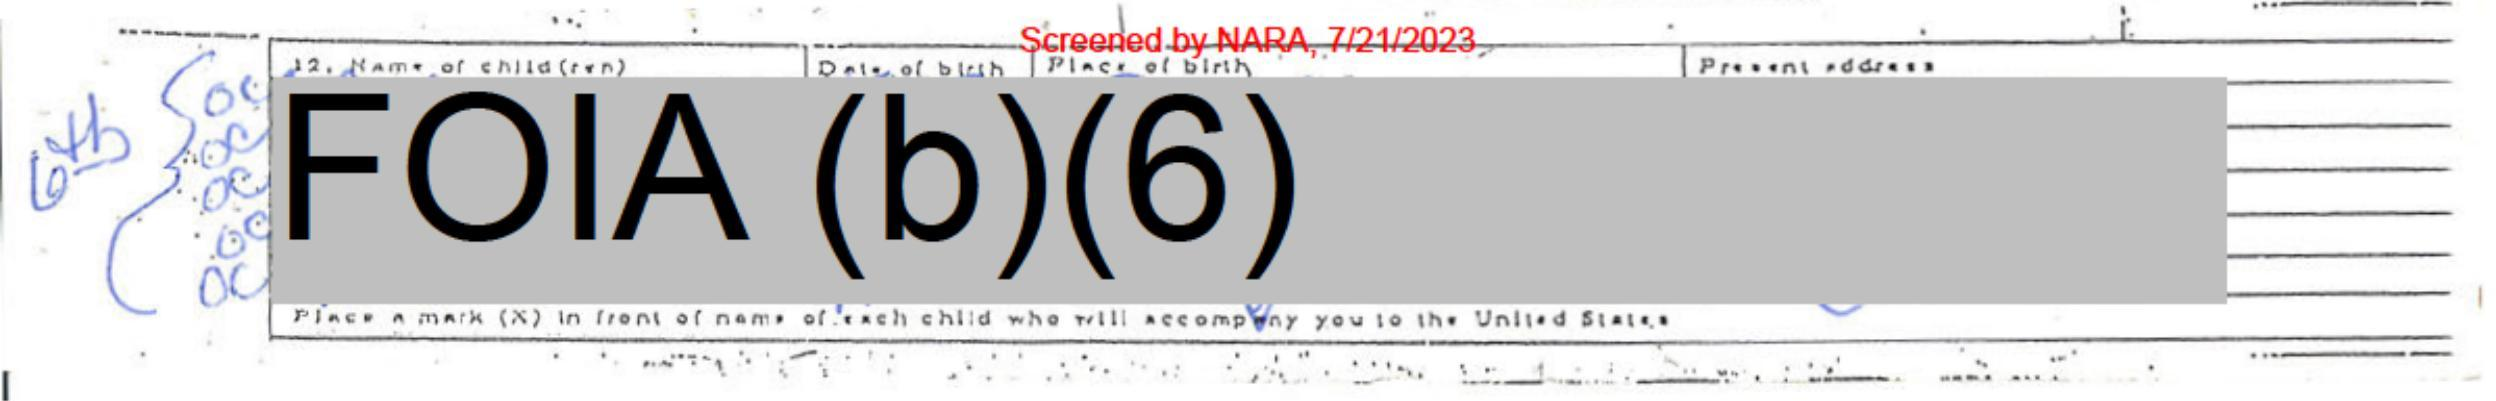 Screened by NARA, 7/21/2023
12. Name of child(ren) Date of birth Place of birth Present address
oc
oc
6th oc
oc
oc
FOIA (b)(6)
Place a mark (X) in front of name of each child who will accompany you to the United States